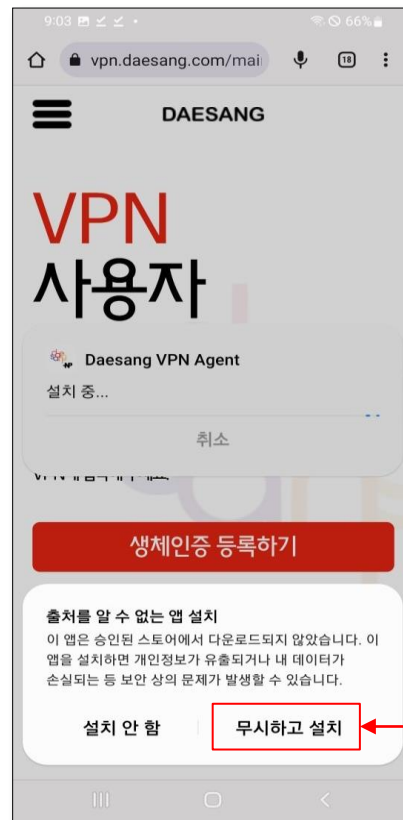 9:03
66%
vpn.daesang.com/mai
18
DAESANG
VPN
사용자
Daesang VPN Agent
설치 중...
취소
생체인증 등록하기
출처를 알 수 없는 앱 설치
이 앱은 승인된 스토어에서 다운로드되지 않았습니다. 이
앱을 설치하면 개인정보가 유출되거나 내 데이터가
손실되는 등 보안 상의 문제가 발생할 수 있습니다.
설치 안 함
무시하고 설치